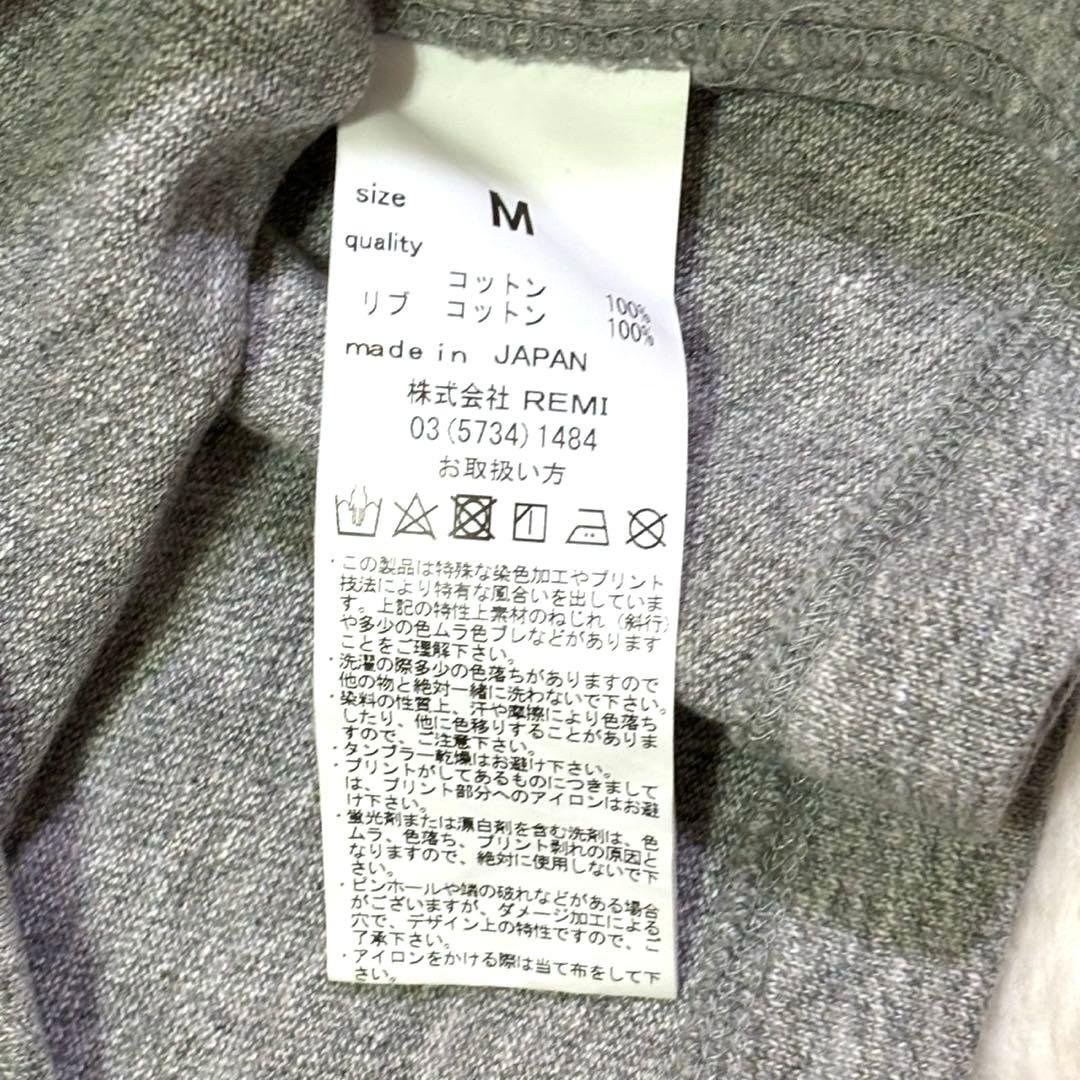 size M
quality
コットン 100%
リブ コットン 100%
made in JAPAN
株式会社 REMI
03(5734)1484
お取扱い方
・この製品は特殊な染色加工やプリント
技法により特有な風合いを出していま
す。上記の特性上素材のねじれ（斜行）
や多少の色ムラ色ブレなどがあります
ことをご理解下さい。
・洗濯の際多少の色落ちがありますので
他の物と絶対一緒に洗わないで下さい。
・染料の性質上、汗や摩擦により色落ち
したり、他に色移りすることがありま
すので、ご注意下さい。
・タンブラー乾燥はお避け下さい。
・プリントがしてあるものにつきまして
は、プリント部分へのアイロンはお避
け下さい。
・蛍光剤または漂白剤を含む洗剤は、色
ムラ、色落ち、プリント剥れの原因と
なりますので、絶対に使用しないで下
さい。
・ピンホールや端の破れなどがある場合
がございますが、ダメージ加工による
穴で、デザイン上の特性ですので、ご
了承下さい。
・アイロンをかける際は当て布をして下
さい。